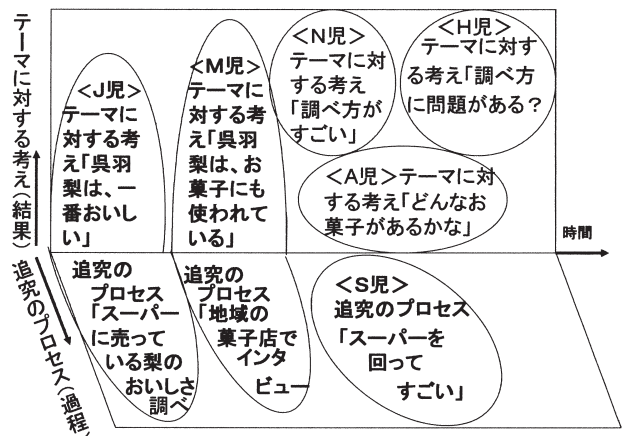 テーマに対する考え(結果)
追究のプロセス(過程)
時間
<J児>
テーマに
対する考
え「呉羽
梨は、一
番おいし
い」
<M児>
テーマに
対する考
え「呉羽
梨は、お
菓子にも
使われて
いる」
<N児>
テーマに対
する考え
「調べ方が
すごい」
<H児>
テーマに対す
る考え「調べ方
に問題がある?
<A児>テーマに対
する考え「どんなお
菓子があるかな」
追究の
プロセス
「スーパー
に売って
いる梨の
おいしさ
調べ
追究の
プロセス
「地域の
菓子店で
インタ
ビュー
<S児>
追究のプロセス
「スーパーを
回って
すごい」